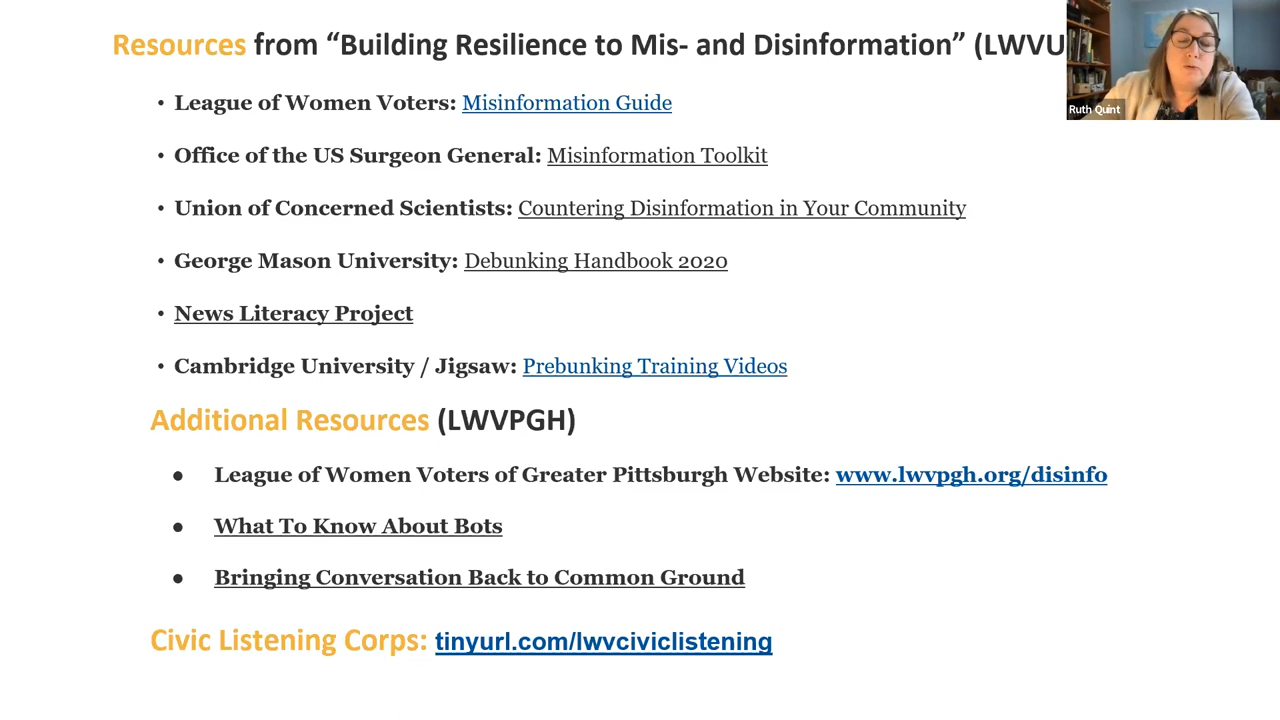 Resources from “Building Resilience to Mis- and Disinformation” (LWVU
• League of Women Voters: Misinformation Guide
• Office of the US Surgeon General: Misinformation Toolkit
• Union of Concerned Scientists: Countering Disinformation in Your Community
• George Mason University: Debunking Handbook 2020
• News Literacy Project
• Cambridge University / Jigsaw: Prebunking Training Videos
Additional Resources (LWVPGH)
● League of Women Voters of Greater Pittsburgh Website: www.lwvpgh.org/disinfo
● What To Know About Bots
● Bringing Conversation Back to Common Ground
Civic Listening Corps: tinyurl.com/lwvciviclistening
Ruth Quint